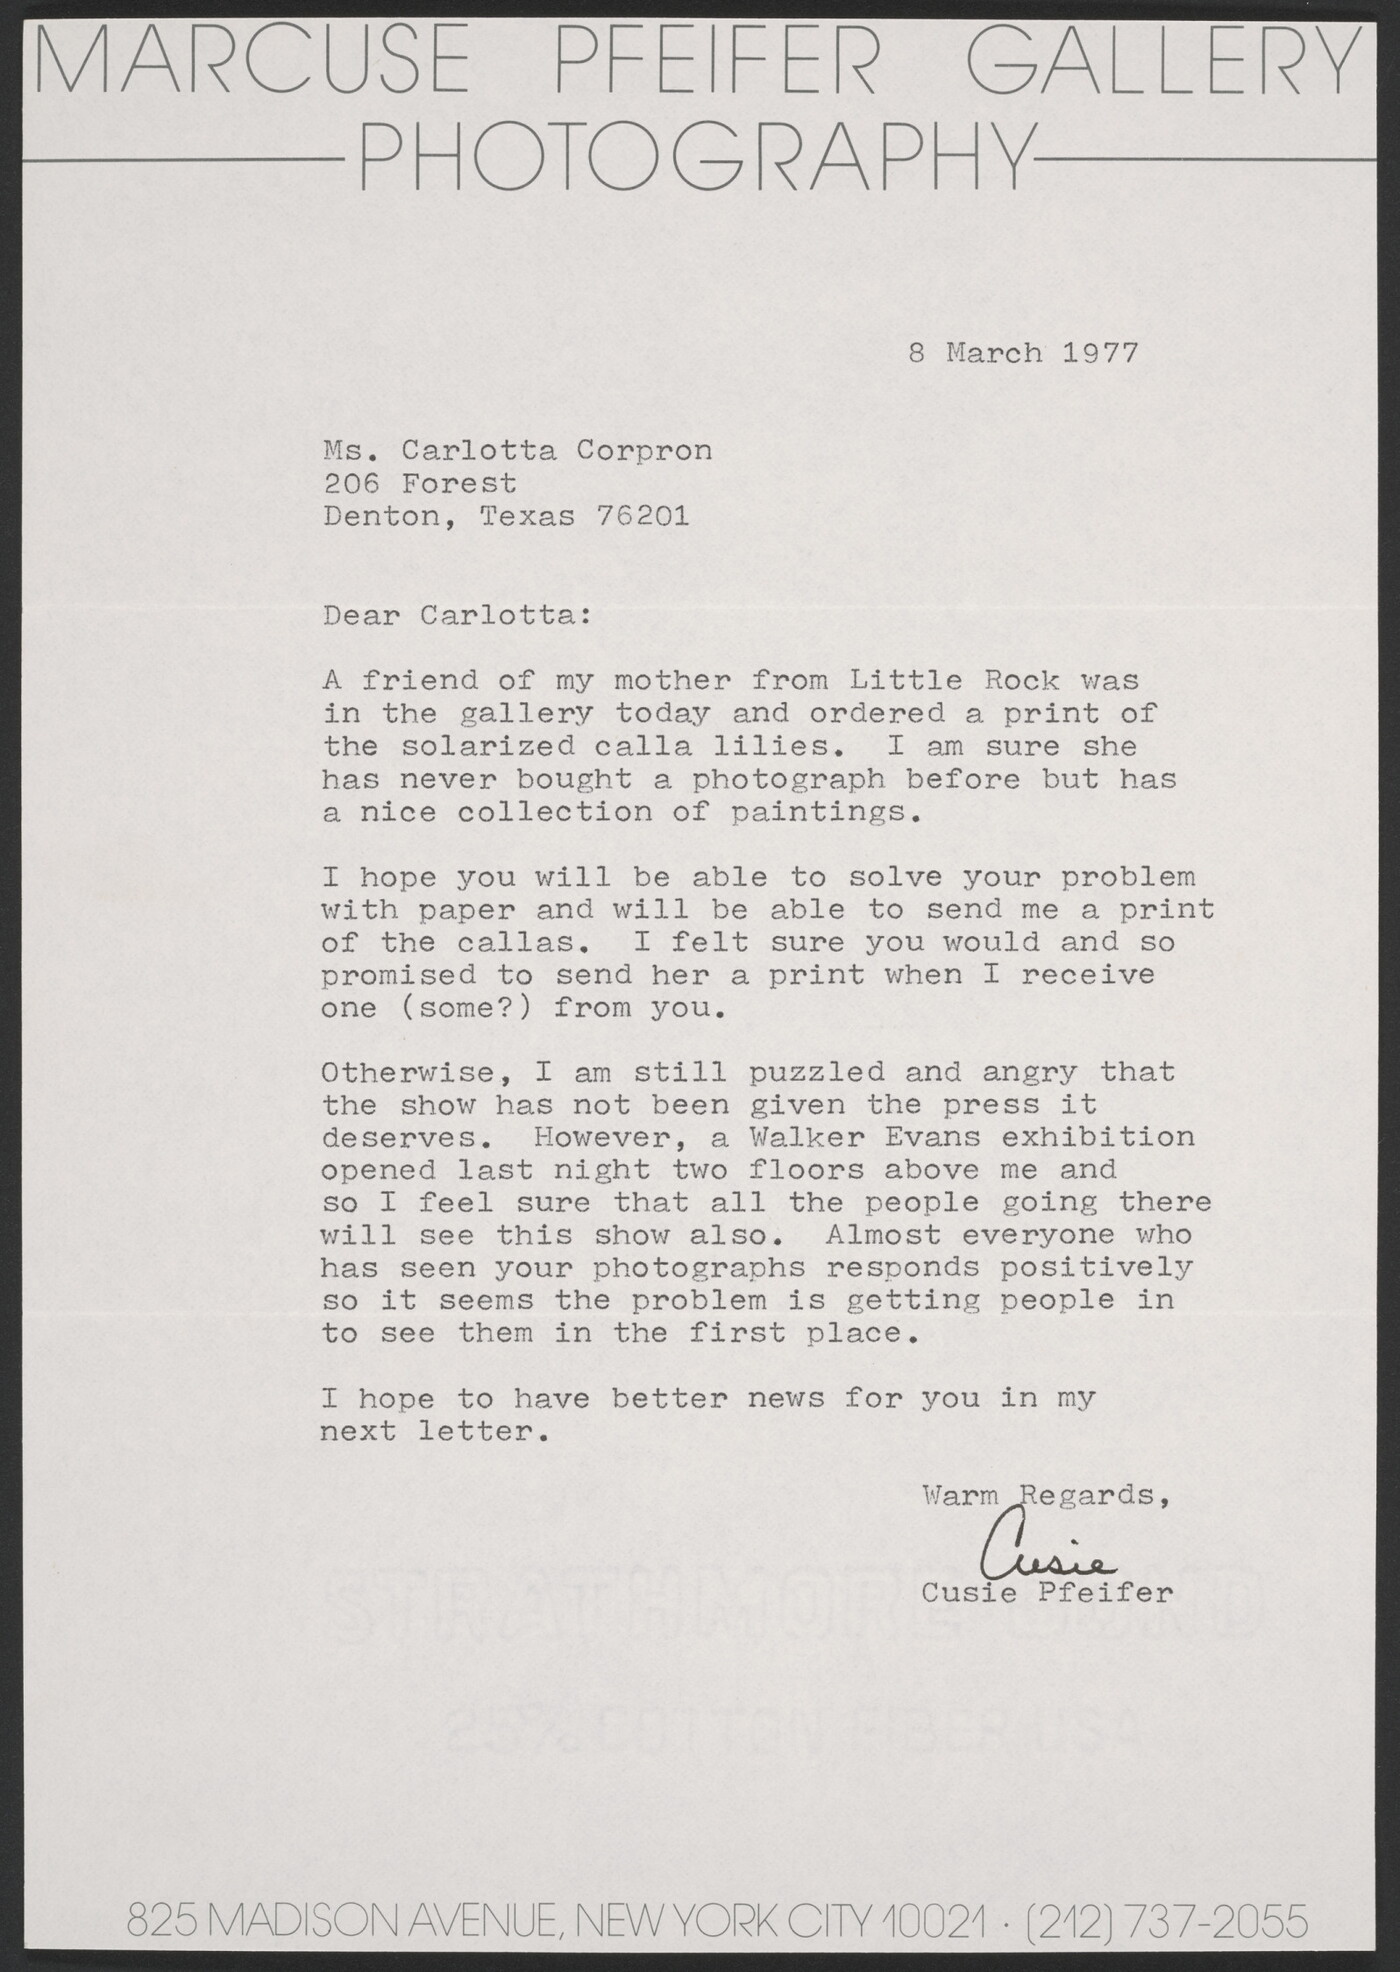 MARCUSE PFEIFER GALLERY
PHOTOGRAPHY
8 March 1977
Ms. Carlotta Corpron
206 Forest
Denton, Texas 76201
Dear Carlotta:
A friend of my mother from Little Rock was
in the gallery today and ordered a print of
the solarized calla lilies. I am sure she
has never bought a photograph before but has
a nice collection of paintings.
I hope you will be able to solve your problem
with paper and will be able to send me a print
of the callas. I felt sure you would and so
promised to send her a print when I receive
one (some?) from you.
Otherwise, I am still puzzled and angry that
the show has not been given the press it
deserves. However, a Walker Evans exhibition
opened last night two floors above me and
so I feel sure that all the people going there
will see this show also. Almost everyone who
has seen your photographs responds positively
so it seems the problem is getting people in
to see them in the first place.
I hope to have better news for you in my
next letter.
Warm Regards,
Cusie
Cusie Pfeifer
25% COTTON FIBER USA
825 MADISON AVENUE, NEW YORK CITY 10021 · (212) 737-2055